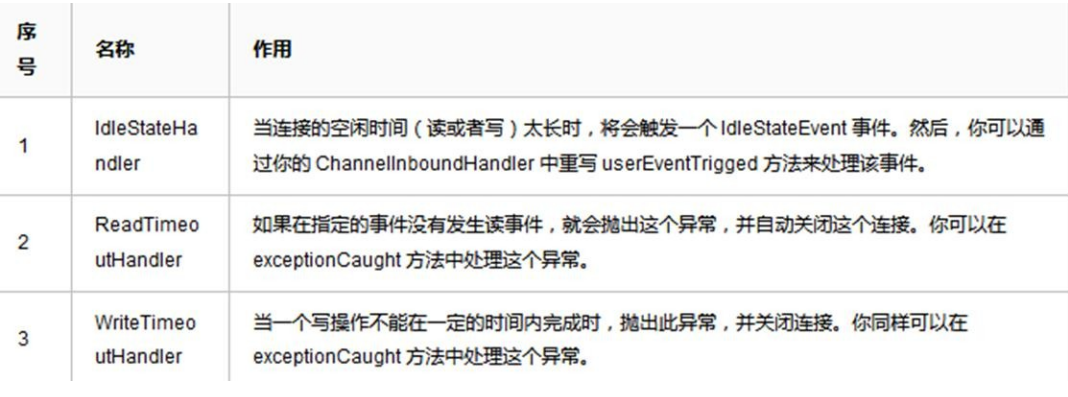 序
号
名称
作用
1
IdleStateHa
ndler
当连接的空闲时间（读或者写）太长时，将会触发一个 IdleStateEvent 事件。然后，你可以通
过你的 ChannelInboundHandler 中重写 userEventTrigged 方法来处理该事件。
2
ReadTimeo
utHandler
如果在指定的事件没有发生读事件，就会抛出这个异常，并自动关闭这个连接。你可以在
exceptionCaught 方法中处理这个异常。
3
WriteTimeo
utHandler
当一个写操作不能在一定的时间内完成时，抛出此异常，并关闭连接。你同样可以在
exceptionCaught 方法中处理这个异常。